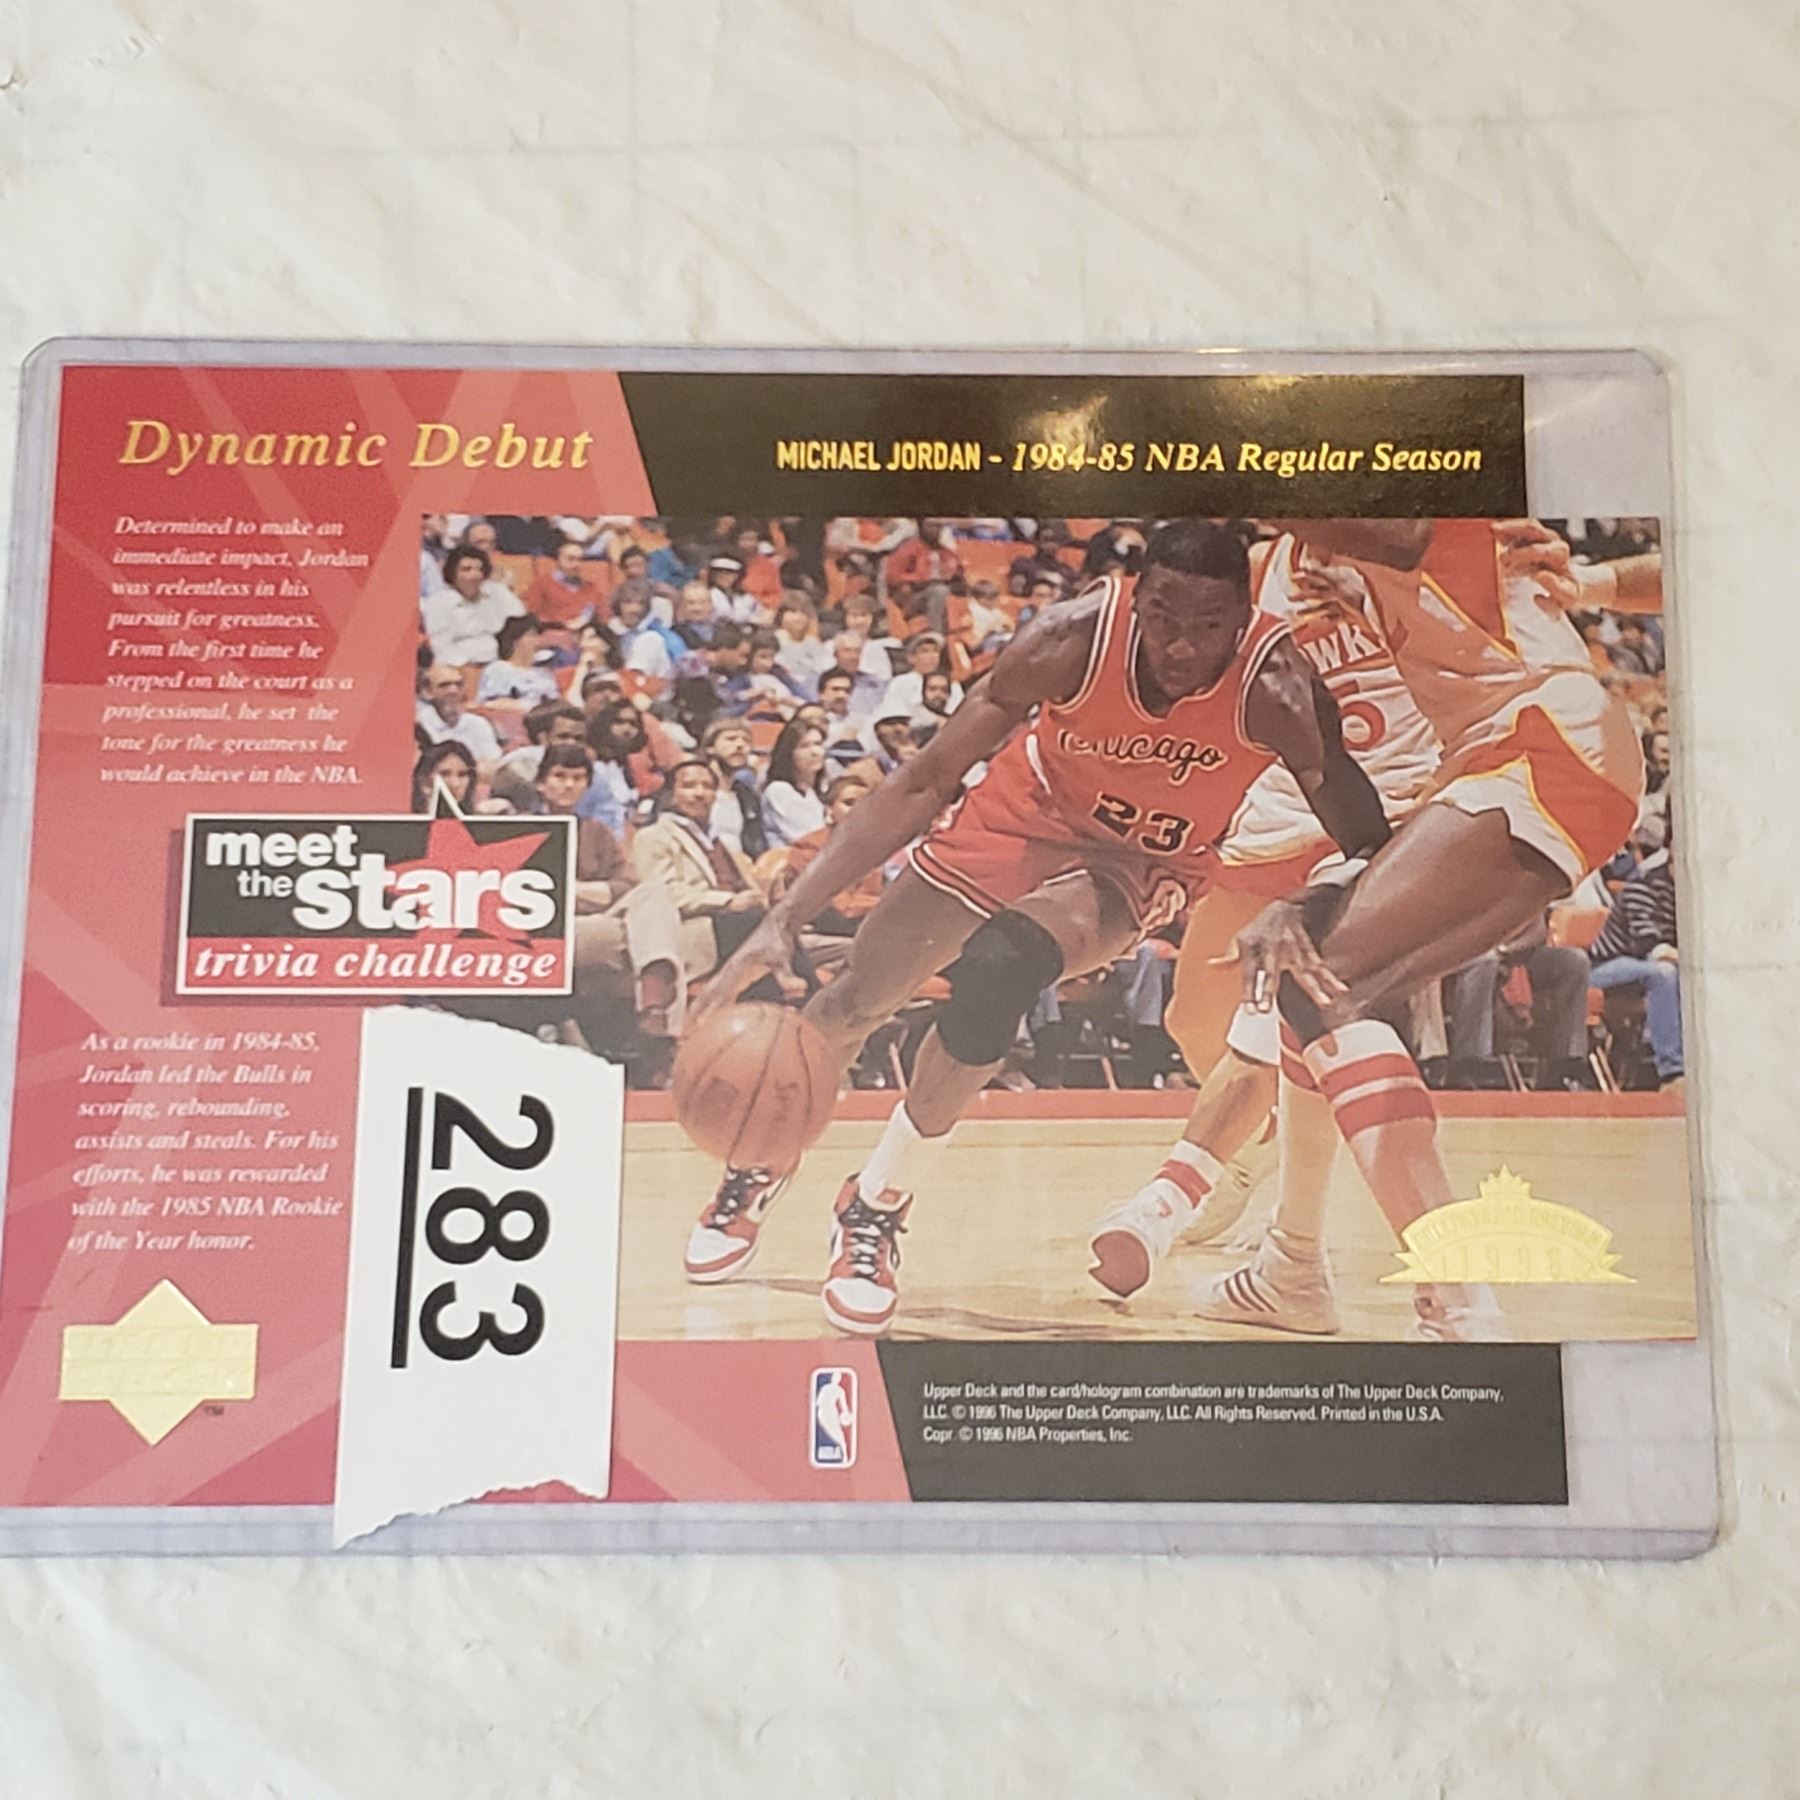 Dynamic Debut
MICHAEL JORDAN - 1984-85 NBA Regular Season
Determined to make an
immediate impact, Jordan
was relentless in his
pursuit for greatness.
From the first time he
stepped on the court as a
professional, he set the
tone for the greatness he
would achieve in the NBA.
meet
the stars
trivia challenge
As a rookie in 1984-85,
Jordan led the Bulls in
scoring, rebounding,
assists and steals. For his
efforts, he was rewarded
with the 1985 NBA Rookie
of the Year honor.
283
Chicago
23
WK
TM
NBA
Upper Deck and the card/hologram combination are trademarks of The Upper Deck Company,
LLC. © 1996 The Upper Deck Company, LLC. All Rights Reserved. Printed in the U.S.A.
Copr. © 1996 NBA Properties, Inc.